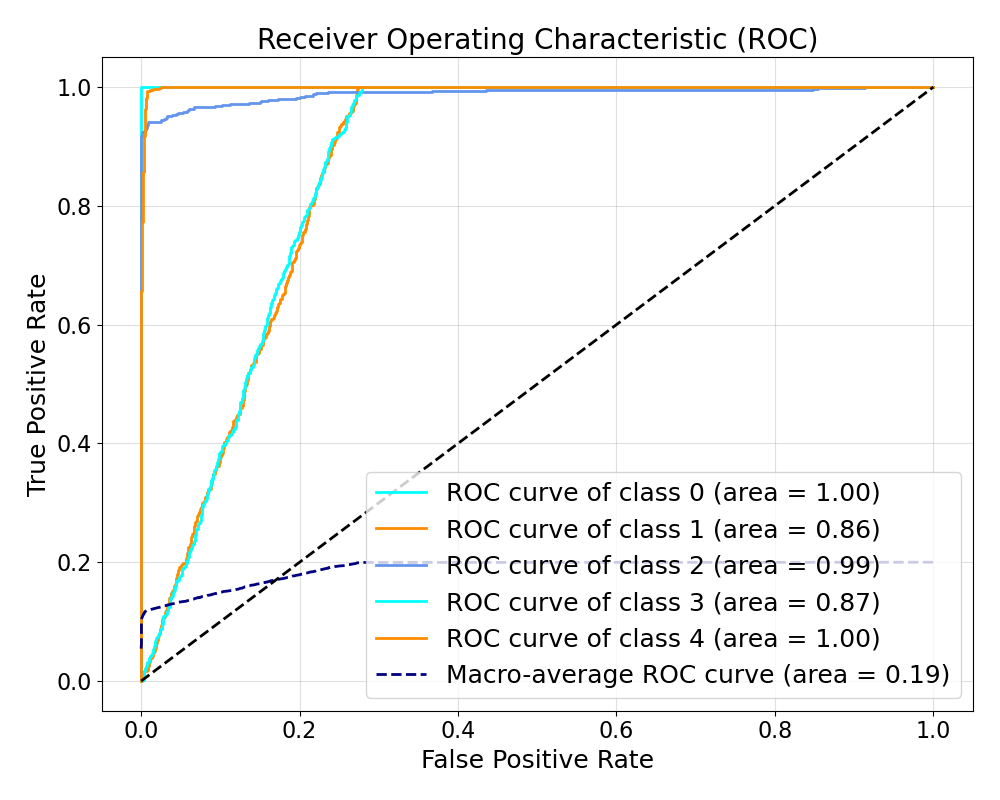 Receiver Operating Characteristic (ROC)
True Positive Rate
1.0
0.8
0.6
0.4
0.2
0.0
ROC curve of class 0 (area = 1.00)
ROC curve of class 1 (area = 0.86)
ROC curve of class 2 (area = 0.99)
ROC curve of class 3 (area = 0.87)
ROC curve of class 4 (area = 1.00)
Macro-average ROC curve (area = 0.19)
0.0 0.2 0.4 0.6 0.8 1.0
False Positive Rate